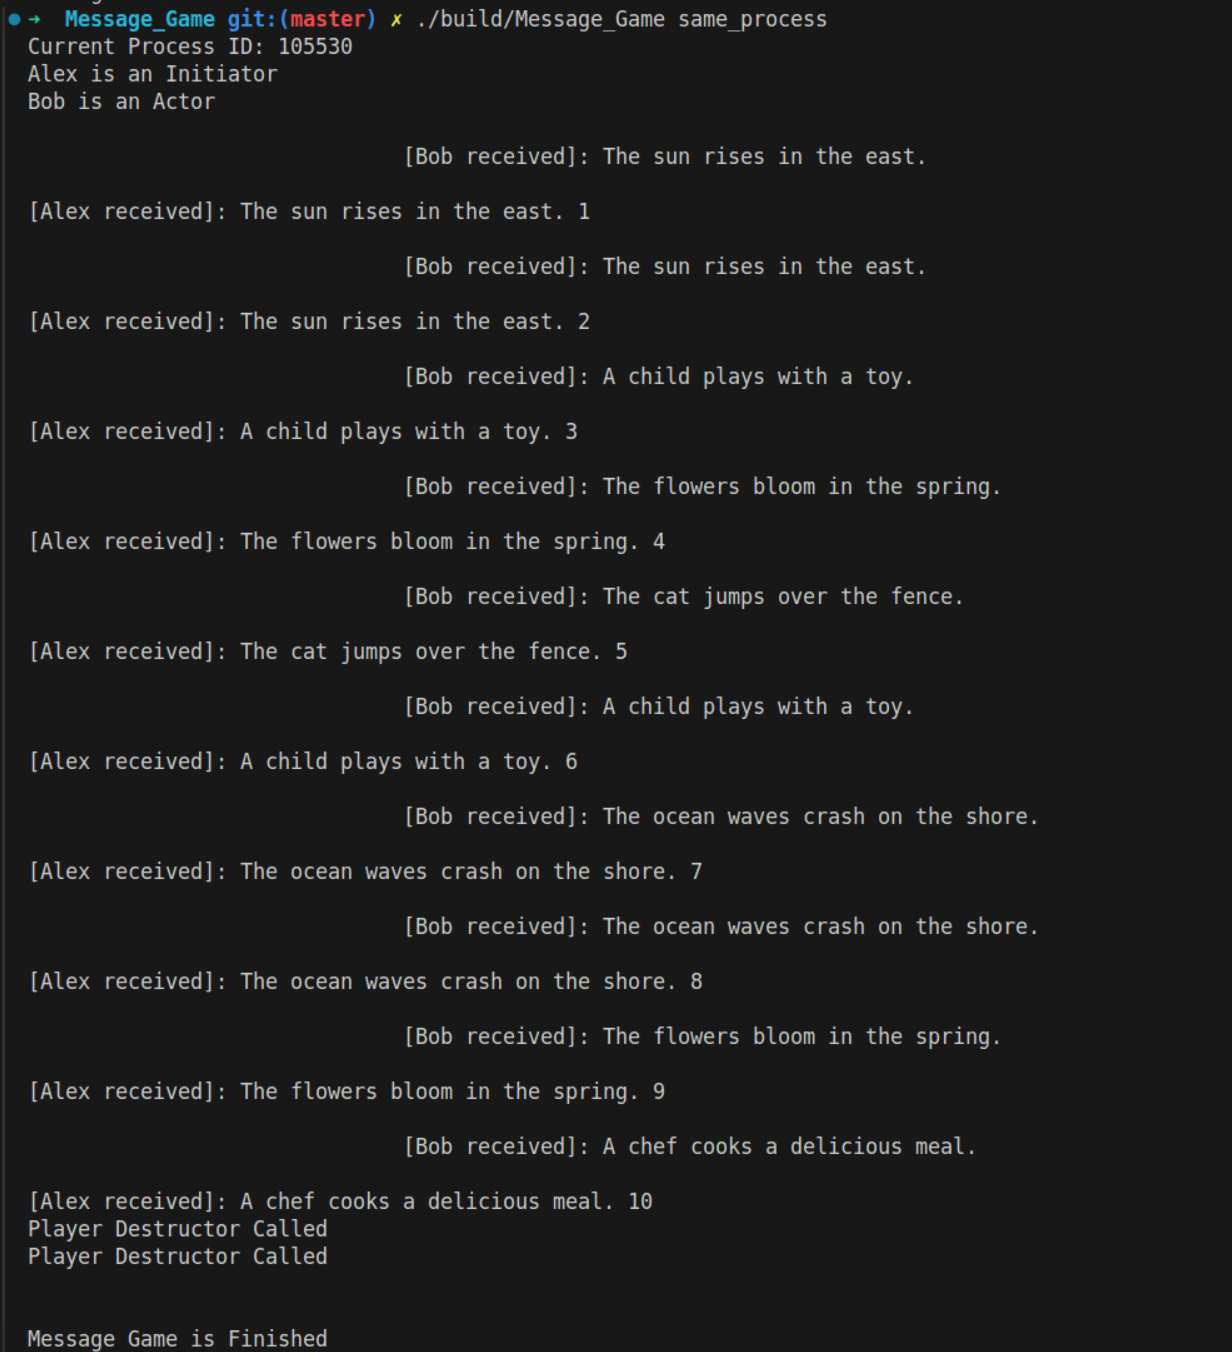 ➜ Message_Game git:(master) ✗ ./build/Message_Game same_process
Current Process ID: 105530
Alex is an Initiator
Bob is an Actor
[Bob received]: The sun rises in the east.
[Alex received]: The sun rises in the east. 1
[Bob received]: The sun rises in the east.
[Alex received]: The sun rises in the east. 2
[Bob received]: A child plays with a toy.
[Alex received]: A child plays with a toy. 3
[Bob received]: The flowers bloom in the spring.
[Alex received]: The flowers bloom in the spring. 4
[Bob received]: The cat jumps over the fence.
[Alex received]: The cat jumps over the fence. 5
[Bob received]: A child plays with a toy.
[Alex received]: A child plays with a toy. 6
[Bob received]: The ocean waves crash on the shore.
[Alex received]: The ocean waves crash on the shore. 7
[Bob received]: The ocean waves crash on the shore.
[Alex received]: The ocean waves crash on the shore. 8
[Bob received]: The flowers bloom in the spring.
[Alex received]: The flowers bloom in the spring. 9
[Bob received]: A chef cooks a delicious meal.
[Alex received]: A chef cooks a delicious meal. 10
Player Destructor Called
Player Destructor Called
Message Game is Finished